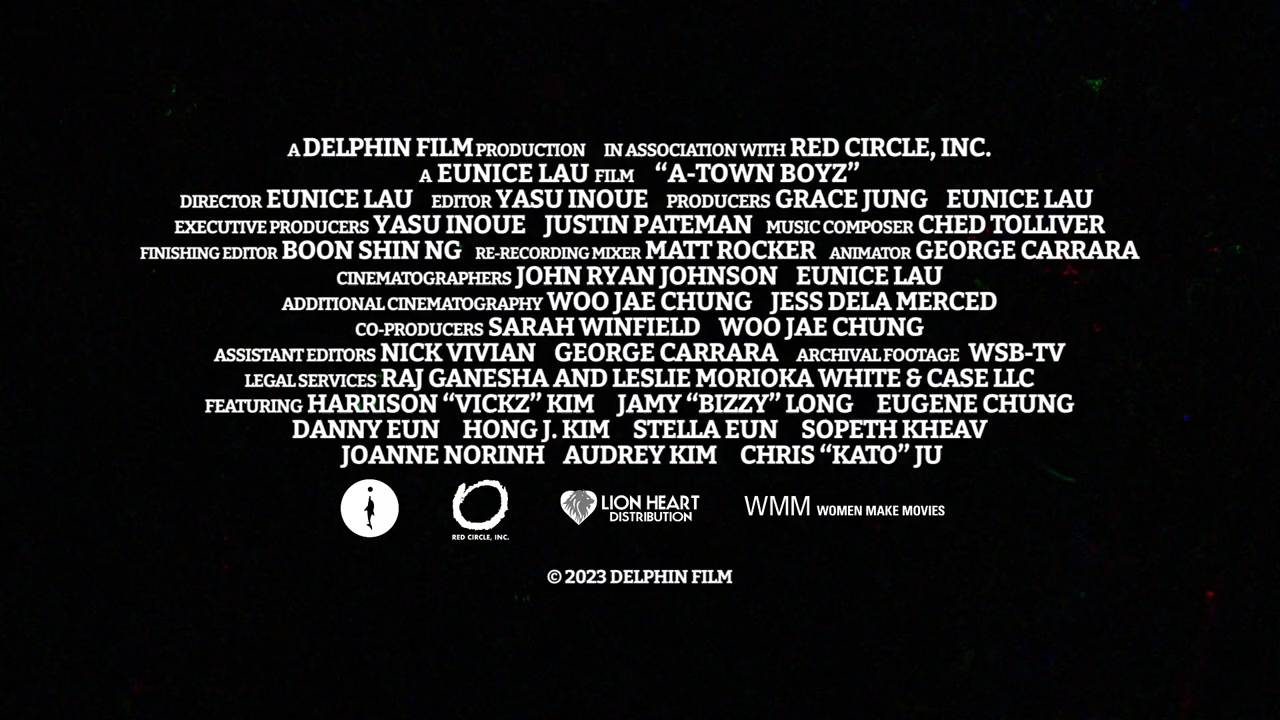 A DELPHIN FILM PRODUCTION IN ASSOCIATION WITH RED CIRCLE, INC.
A EUNICE LAU FILM “A-TOWN BOYZ”
DIRECTOR EUNICE LAU EDITOR YASU INOUE PRODUCERS GRACE JUNG EUNICE LAU
EXECUTIVE PRODUCERS YASU INOUE JUSTIN PATEMAN MUSIC COMPOSER CHED TOLLIVER
FINISHING EDITOR BOON SHIN NG RE-RECORDING MIXER MATT ROCKER ANIMATOR GEORGE CARRARA
CINEMATOGRAPHERS JOHN RYAN JOHNSON EUNICE LAU
ADDITIONAL CINEMATOGRAPHY WOO JAE CHUNG JESS DELA MERCED
CO-PRODUCERS SARAH WINFIELD WOO JAE CHUNG
ASSISTANT EDITORS NICK VIVIAN GEORGE CARRARA ARCHIVAL FOOTAGE WSB-TV
LEGAL SERVICES RAJ GANESHA AND LESLIE MORIOKA WHITE & CASE LLC
FEATURING HARRISON “VICKZ” KIM JAMY “BIZZY” LONG EUGENE CHUNG
DANNY EUN HONG J. KIM STELLA EUN SOPETH KHEAV
JOANNE NORINH AUDREY KIM CHRIS “KATO” JU
RED CIRCLE, INC.
LION HEART
DISTRIBUTION
WMM WOMEN MAKE MOVIES
© 2023 DELPHIN FILM